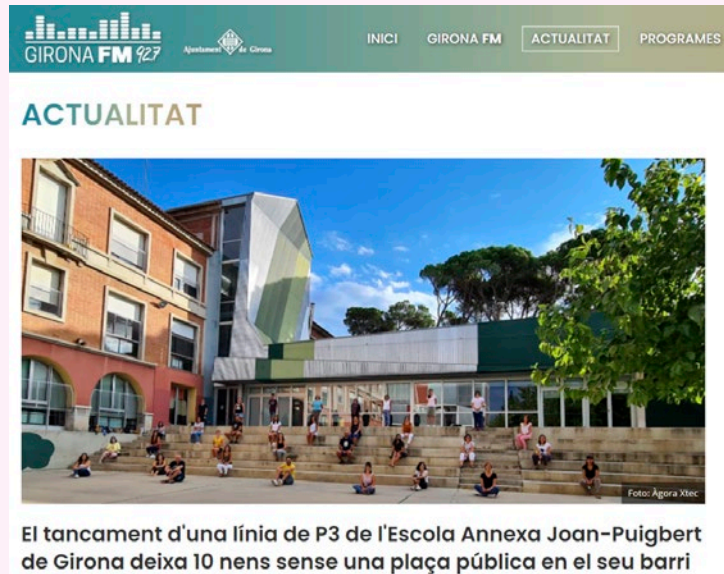 GIRONA FM 92.7
Ajuntament de Girona
INICI
GIRONA FM
ACTUALITAT
PROGRAMES
ACTUALITAT
Foto: Àgora Xtec
El tancament d'una línia de P3 de l'Escola Annexa Joan-Puigbert
de Girona deixa 10 nens sense una plaça pública en el seu barri